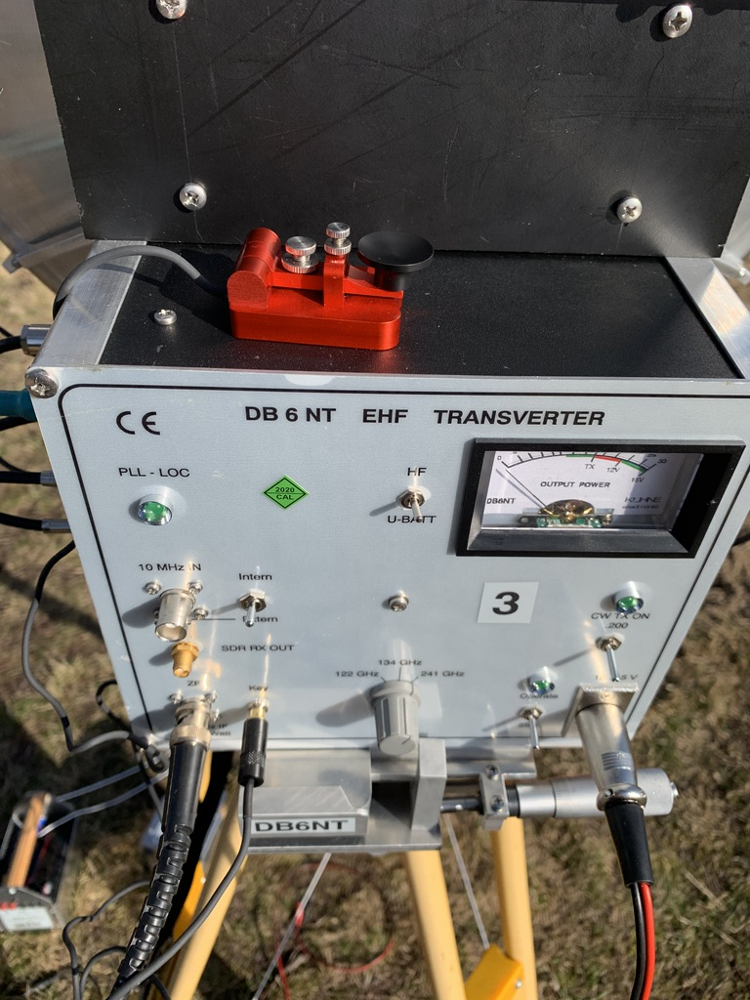 CE
DB 6 NT EHF TRANSVERTER
PLL - LOC
2020
CAL
HF
U-BATT
0
30
TX 12V 15V
OUTPUT POWER
DB6NT
KUHNE
electronic
10 MHz IN
Intern
Extern
3
SDR RX OUT
CW TX ON
200
134 GHz
122 GHz
241 GHz
Key
DB6NT